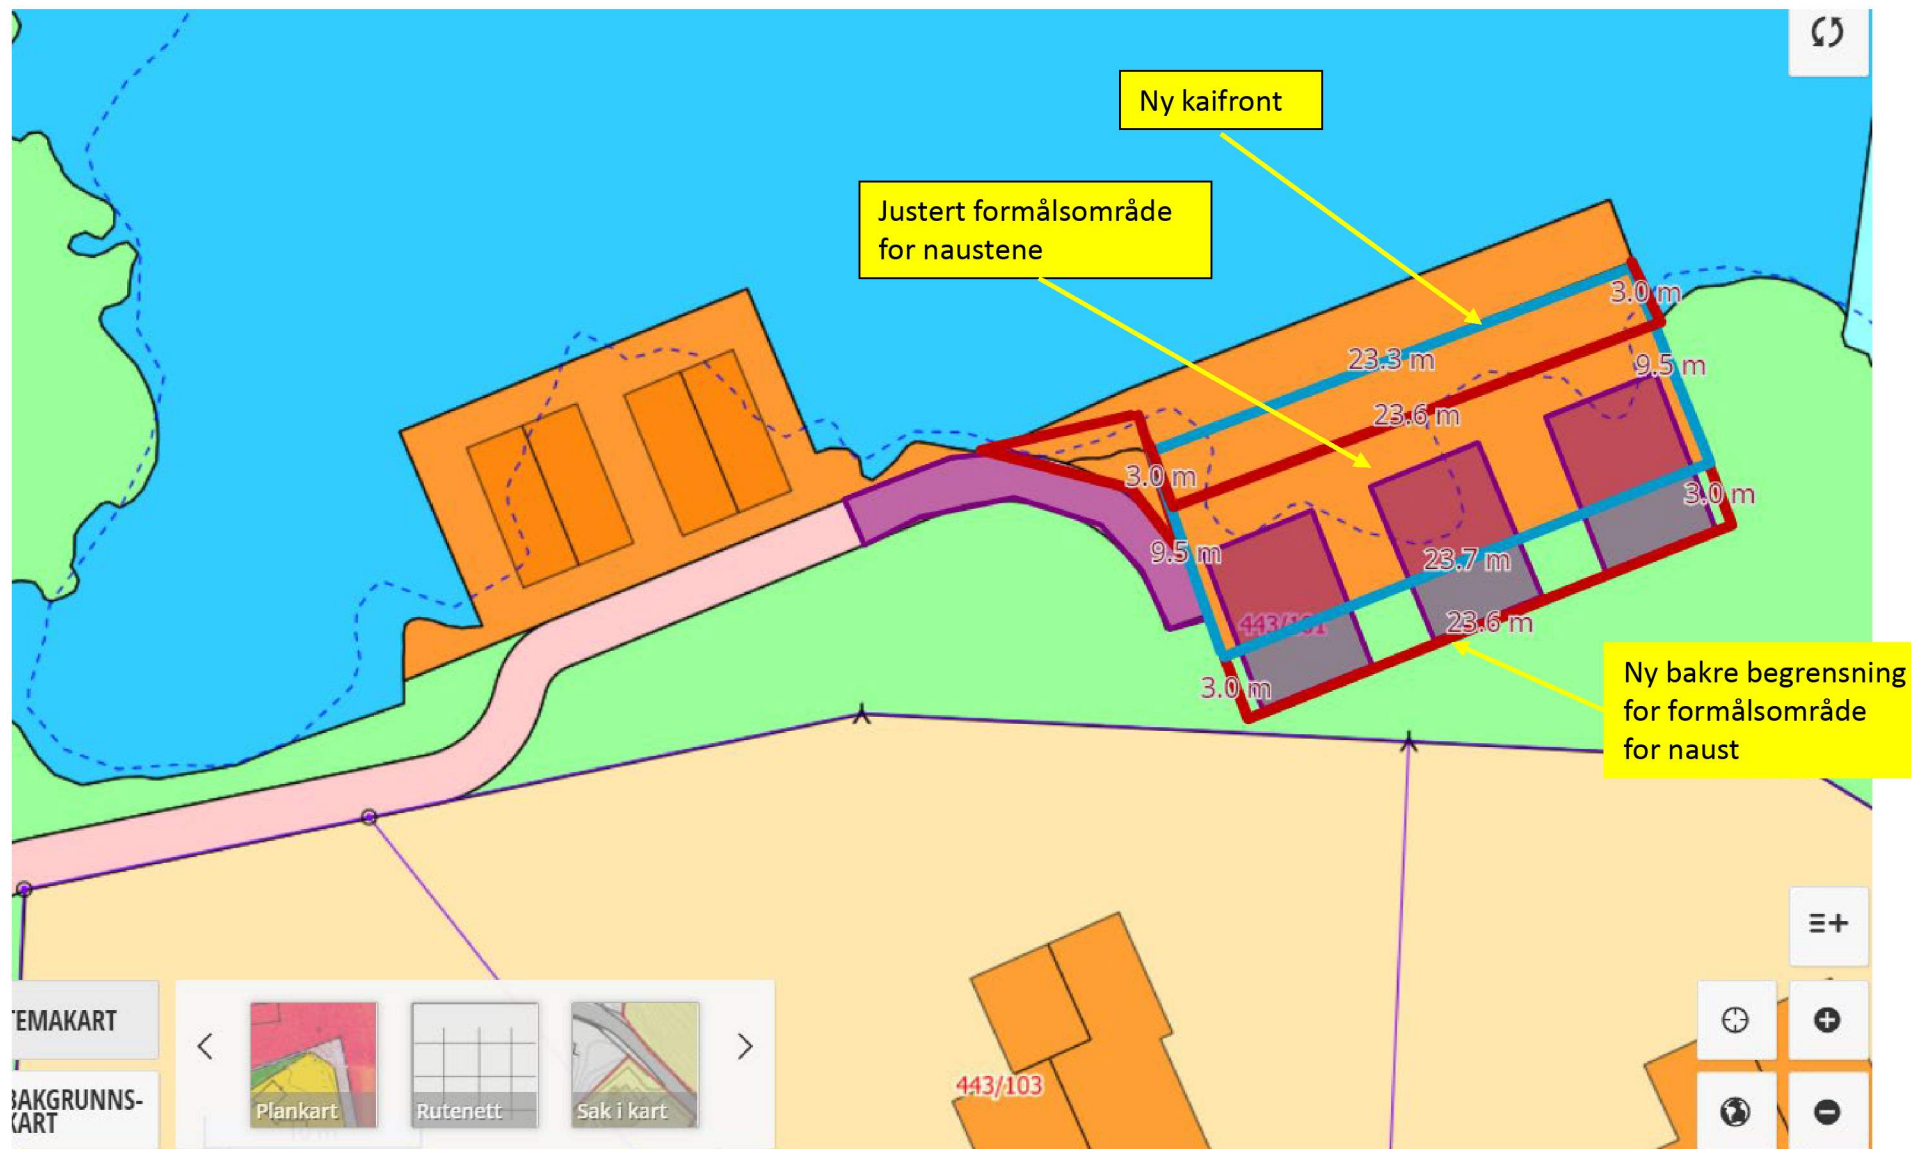 Ny kaifront
Justert formålsområde
for naustene
3.0 m
23.3 m
9.5 m
23.6 m
3.0 m
3.0 m
9.5 m
23.7 m
443/101
23.6 m
3.0 m
Ny bakre begrensning
for formålsområde
for naust
TEMAKART
BAKGRUNNS-
KART
Plankart
Rutenett
Sak i kart
443/103